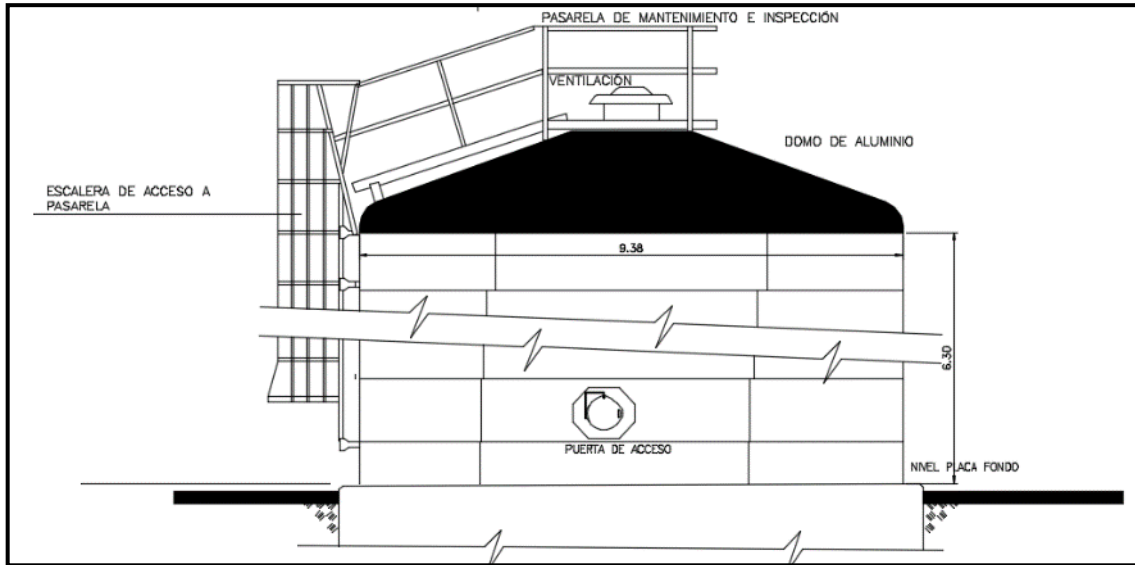 PASARELA DE MANTENIMIENTO E INSPECCIÓN
VENTILACIÓN
DOMO DE ALUMINIO
ESCALERA DE ACCESO A
PASARELA
9.38
6.30
PUERTA DE ACCESO
NIVEL PLACA FONDO